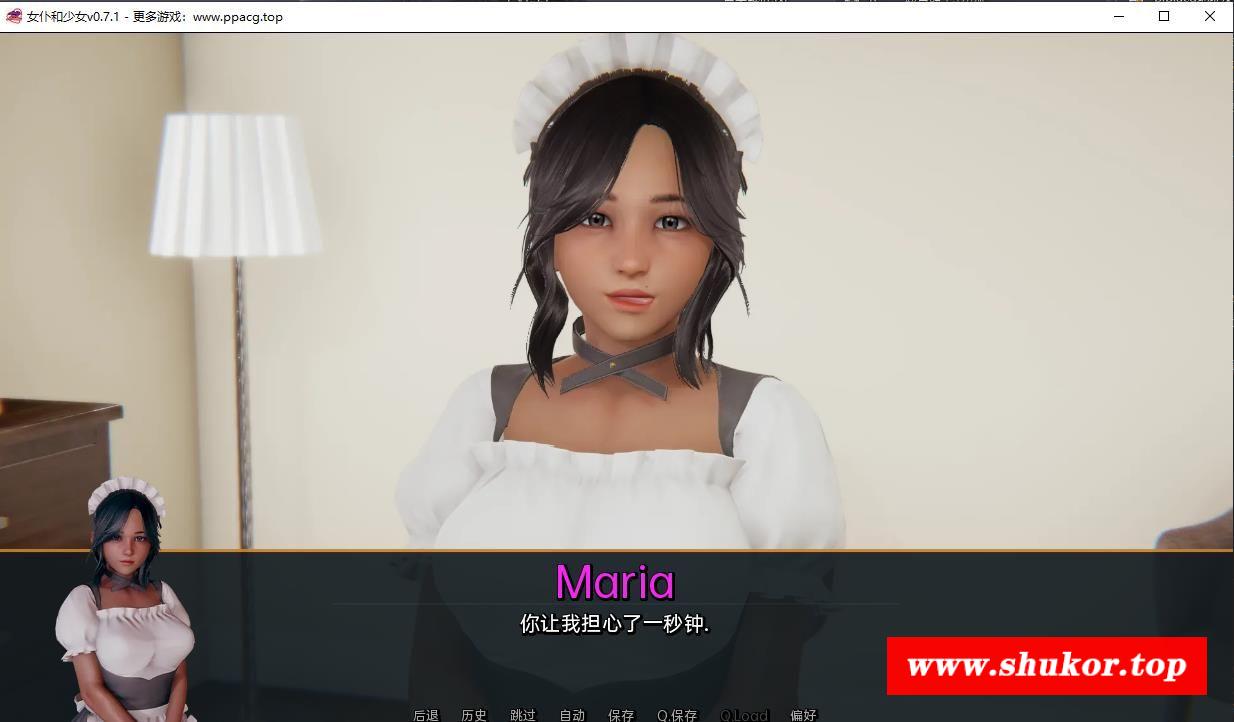 女仆和少女v0.7.1 - 更多游戏：www.ppacg.top
Maria
你让我担心了一秒钟.
www.shukor.top
后退 历史 跳过 自动 保存 Q.保存 Q.Load 偏好